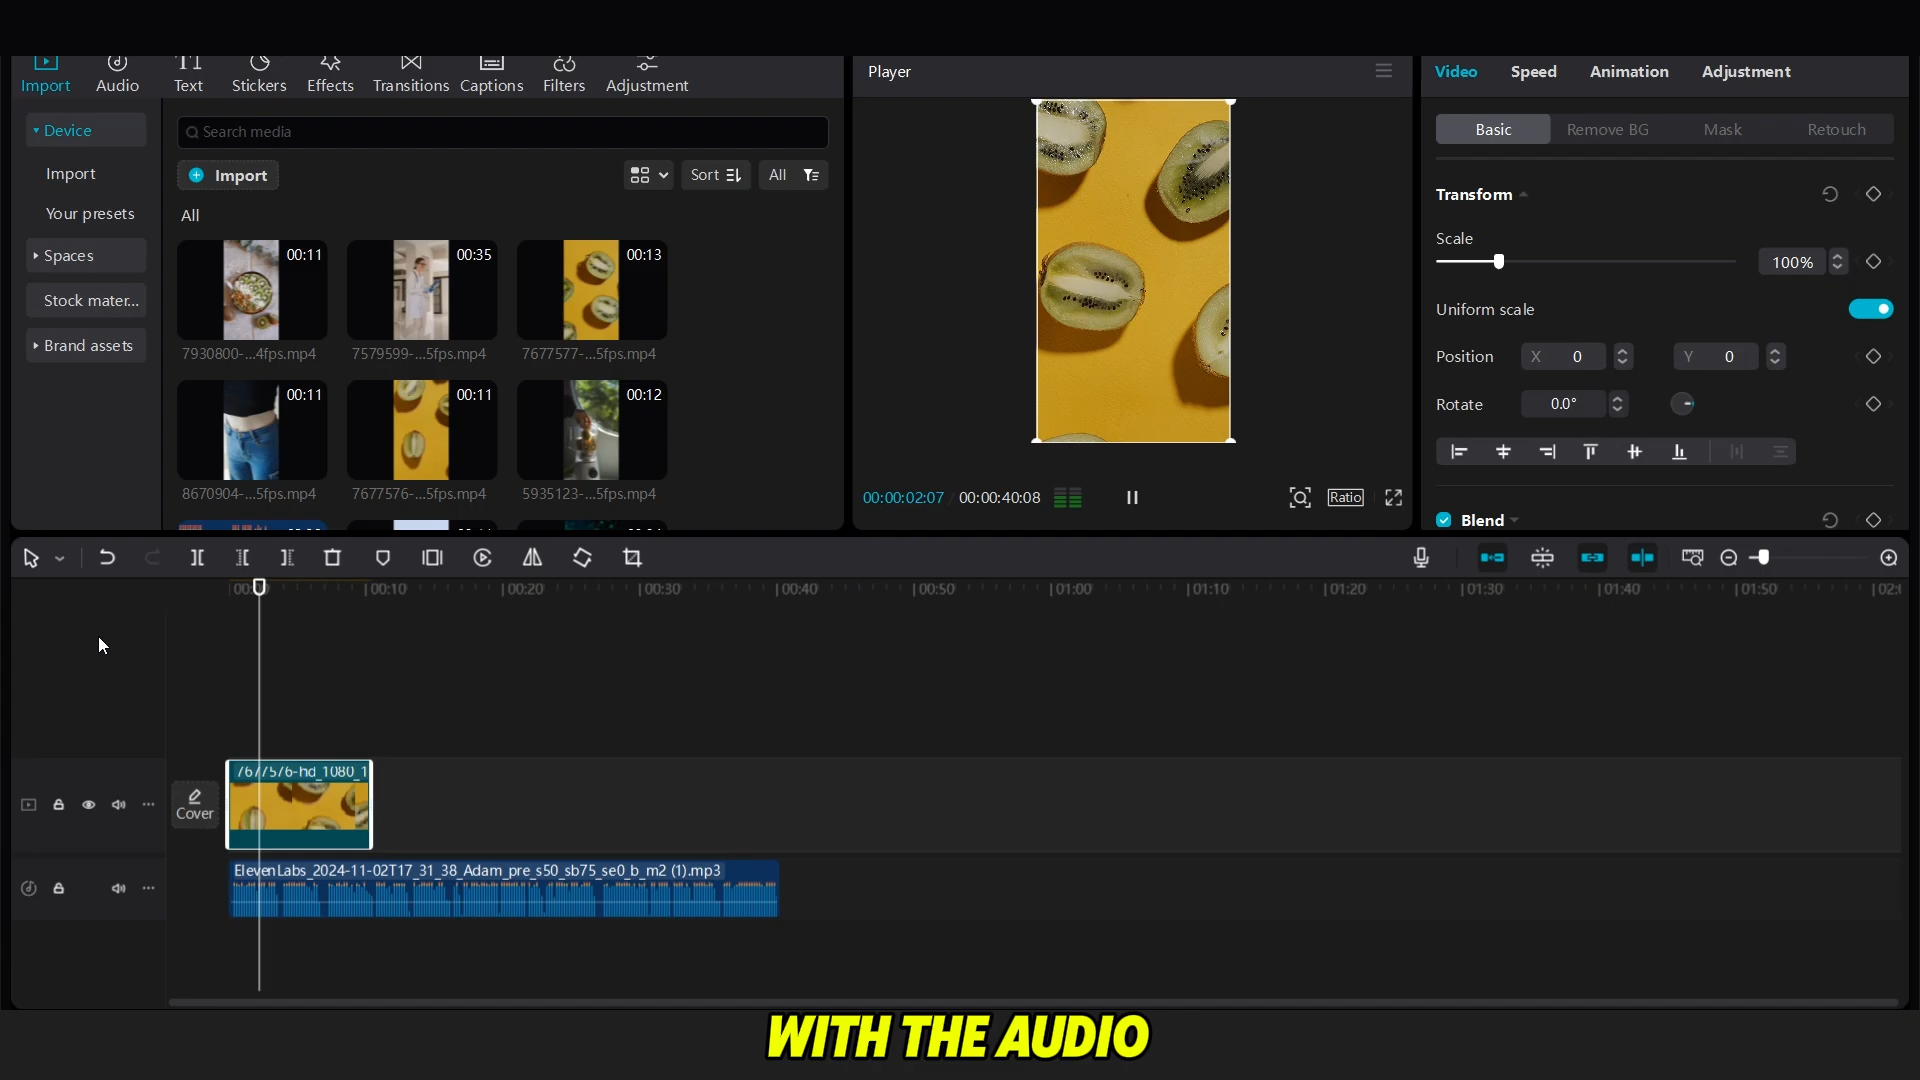 Import Audio Text Stickers Effects Transitions Captions Filters Adjustment
Device
Import
Your presets
Spaces
Stock mater...
Brand assets
Search media
Import
Sort
All
All
00:11 00:35 00:13
7930800-...4fps.mp4 7579599-...5fps.mp4 7677577-...5fps.mp4
00:11 00:11 00:12
8670904-...5fps.mp4 7677576-...5fps.mp4 5935123-...5fps.mp4
Player
00:00:02:07 00:00:40:08
Ratio
Video Speed Animation Adjustment
Basic Remove BG Mask Retouch
Transform
Scale
100%
Uniform scale
Position X 0 Y 0
Rotate 0.0°
Blend
00:10 00:20 00:30 00:40 00:50 01:00 01:10 01:20 01:30 01:40 01:50
Cover
7677576-hd_1080_1
ElevenLabs_2024-11-02T17_31_38_Adam_pre_s50_sb75_se0_b_m2 (1).mp3
WITH THE AUDIO